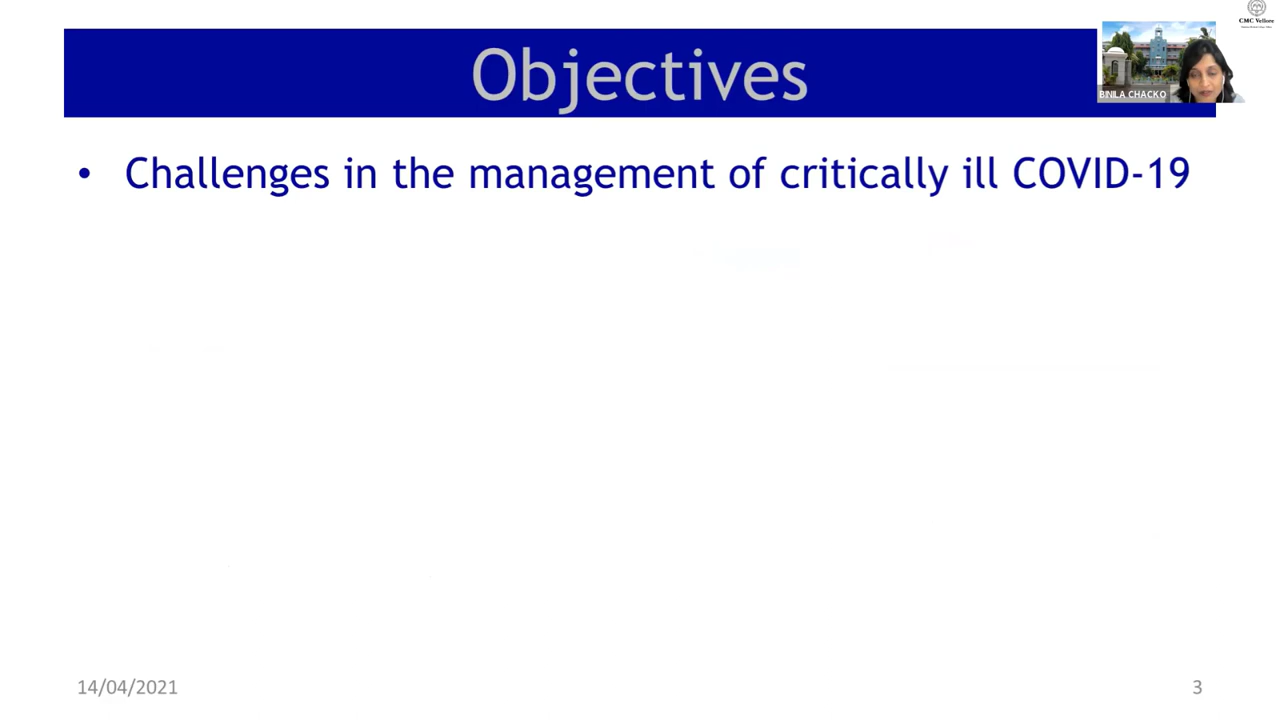 CMC Vellore
Objectives
BINILA CHACKO
• Challenges in the management of critically ill COVID-19
14/04/2021
3